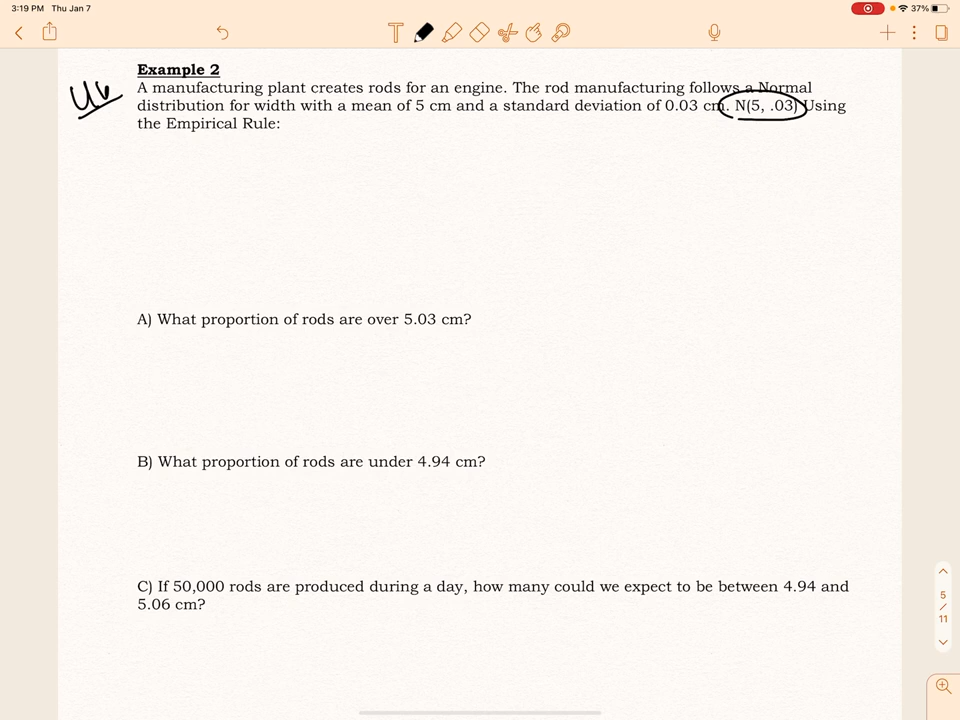 3:19 PM Thu Jan 7
37%
Example 2
A manufacturing plant creates rods for an engine. The rod manufacturing follows a Normal
distribution for width with a mean of 5 cm and a standard deviation of 0.03 cm. N(5, .03) Using
the Empirical Rule:
A) What proportion of rods are over 5.03 cm?
B) What proportion of rods are under 4.94 cm?
C) If 50,000 rods are produced during a day, how many could we expect to be between 4.94 and
5.06 cm?
5
/
11